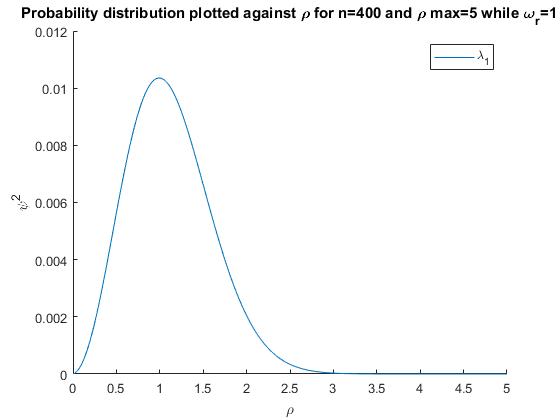 Probability distribution plotted against ρ for n=400 and ρ max=5 while ω_r=1
0.012
0.01
0.008
0.006
0.004
0.002
0
ψ²
λ₁
0 0.5 1 1.5 2 2.5 3 3.5 4 4.5 5
ρ